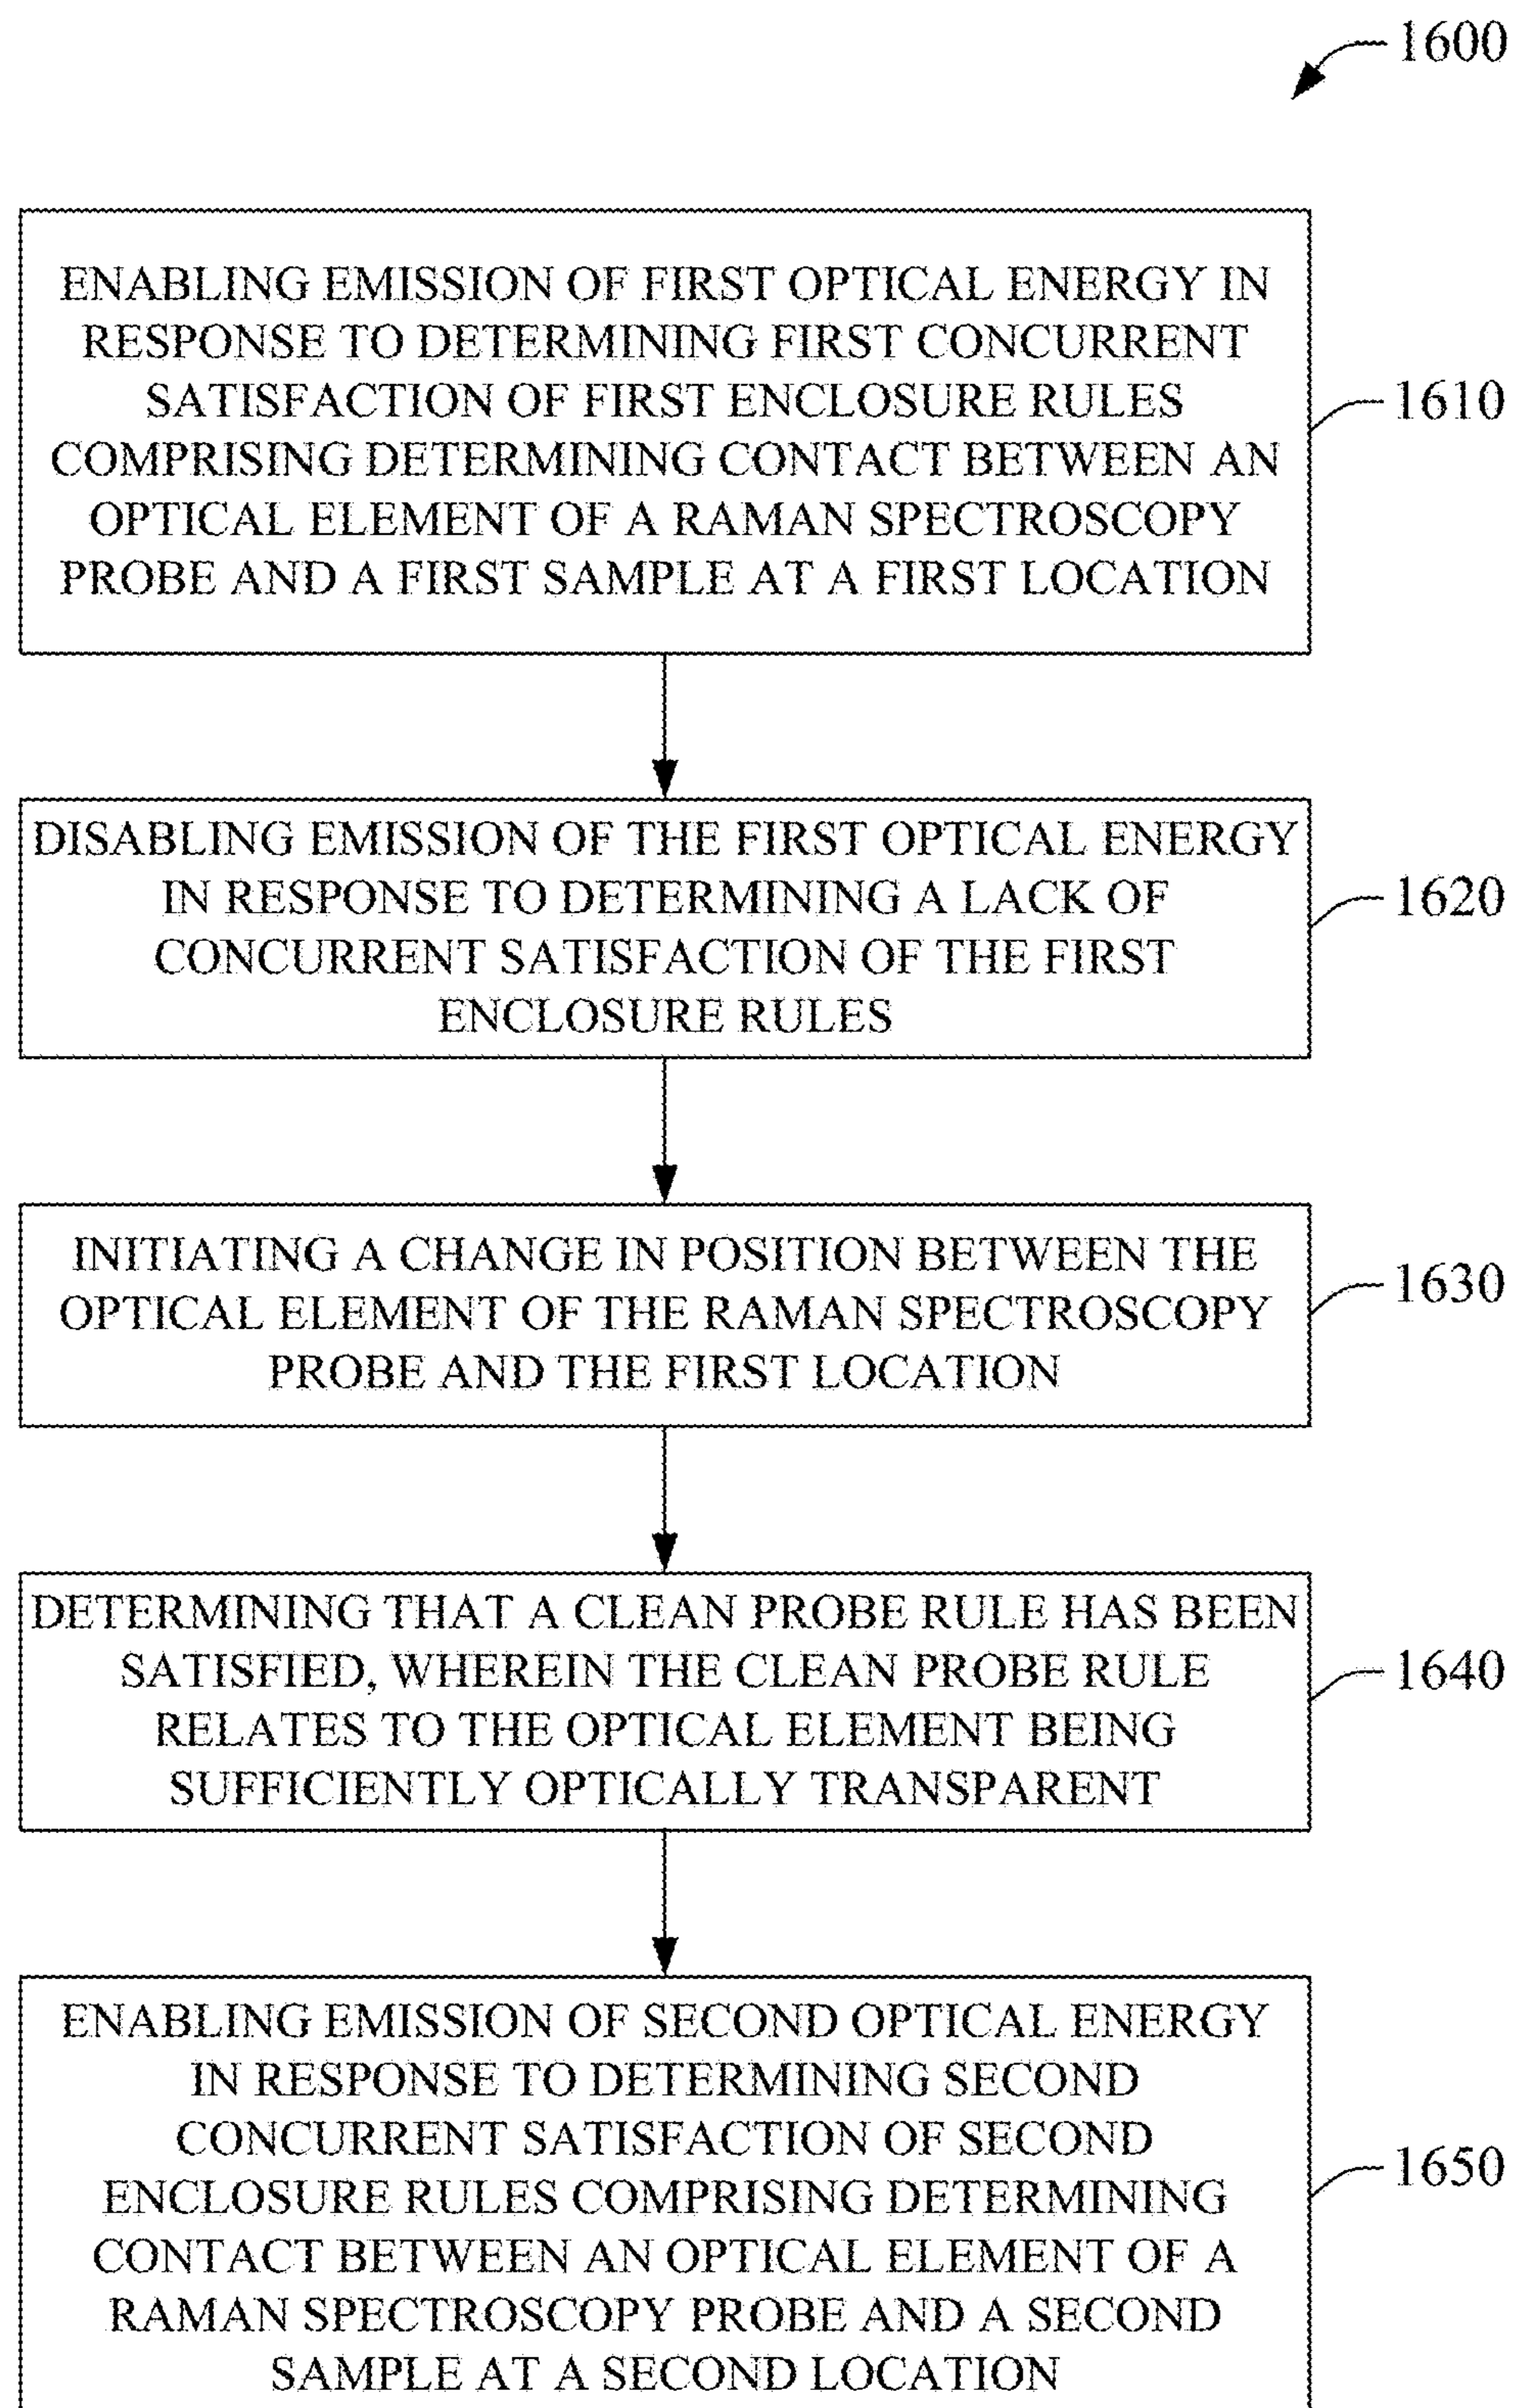 1600
ENABLING EMISSION OF FIRST OPTICAL ENERGY IN
RESPONSE TO DETERMINING FIRST CONCURRENT
SATISFACTION OF FIRST ENCLOSURE RULES
COMPRISING DETERMINING CONTACT BETWEEN AN
OPTICAL ELEMENT OF A RAMAN SPECTROSCOPY
PROBE AND A FIRST SAMPLE AT A FIRST LOCATION
1610
DISABLING EMISSION OF THE FIRST OPTICAL ENERGY
IN RESPONSE TO DETERMINING A LACK OF
CONCURRENT SATISFACTION OF THE FIRST
ENCLOSURE RULES
1620
INITIATING A CHANGE IN POSITION BETWEEN THE
OPTICAL ELEMENT OF THE RAMAN SPECTROSCOPY
PROBE AND THE FIRST LOCATION
1630
DETERMINING THAT A CLEAN PROBE RULE HAS BEEN
SATISFIED, WHEREIN THE CLEAN PROBE RULE
RELATES TO THE OPTICAL ELEMENT BEING
SUFFICIENTLY OPTICALLY TRANSPARENT
1640
ENABLING EMISSION OF SECOND OPTICAL ENERGY
IN RESPONSE TO DETERMINING SECOND
CONCURRENT SATISFACTION OF SECOND
ENCLOSURE RULES COMPRISING DETERMINING
CONTACT BETWEEN AN OPTICAL ELEMENT OF A
RAMAN SPECTROSCOPY PROBE AND A SECOND
SAMPLE AT A SECOND LOCATION
1650